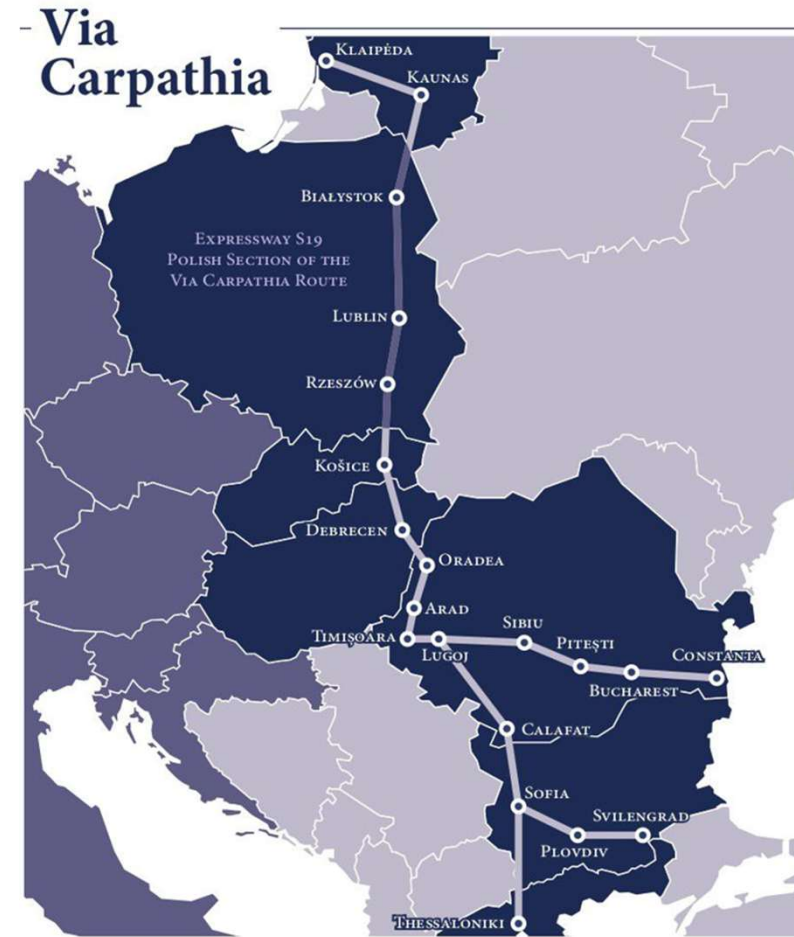 Via
Carpathia
Klaipėda
Kaunas
Białystok
Expressway S19
Polish Section of the
Via Carpathia Route
Lublin
Rzeszów
Košice
Debrecen
Oradea
Arad
Timișoara
Lugoj
Sibiu
Pitești
Constanta
Bucharest
Calafat
Sofia
Svilengrad
Plovdiv
Thessaloniki